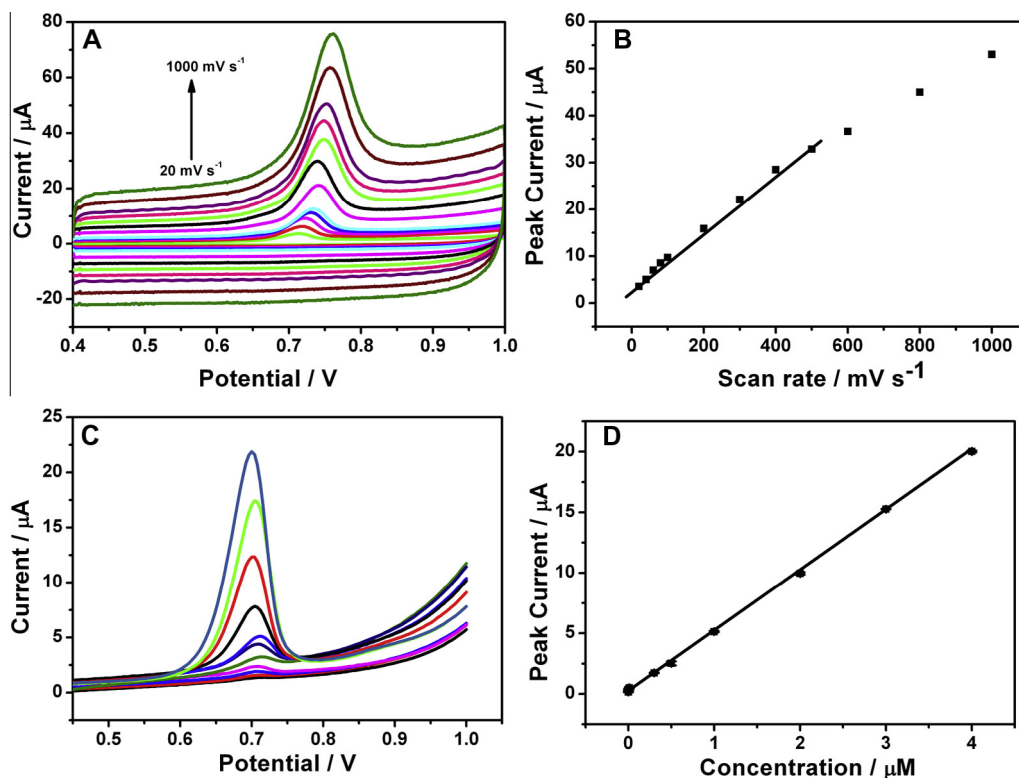 A
1000 mV s⁻¹
20 mV s⁻¹
Current / μA
80
60
40
20
0
-20
0.4 0.5 0.6 0.7 0.8 0.9 1.0
Potential / V
B
Peak Current / μA
60
50
40
30
20
10
0
0 200 400 600 800 1000
Scan rate / mV s⁻¹
C
Current / μA
25
20
15
10
5
0
0.5 0.6 0.7 0.8 0.9 1.0
Potential / V
D
Peak Current / μA
20
15
10
5
0
0 1 2 3 4
Concentration / μM